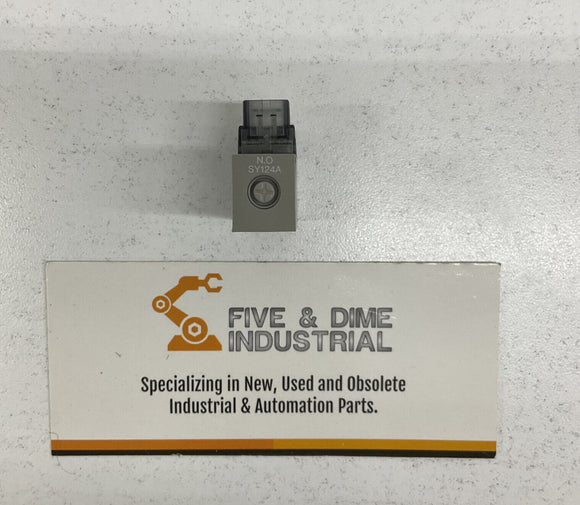 N.O
SY124A
FIVE & DIME
INDUSTRIAL
Specializing in New, Used and Obsolete
Industrial & Automation Parts.